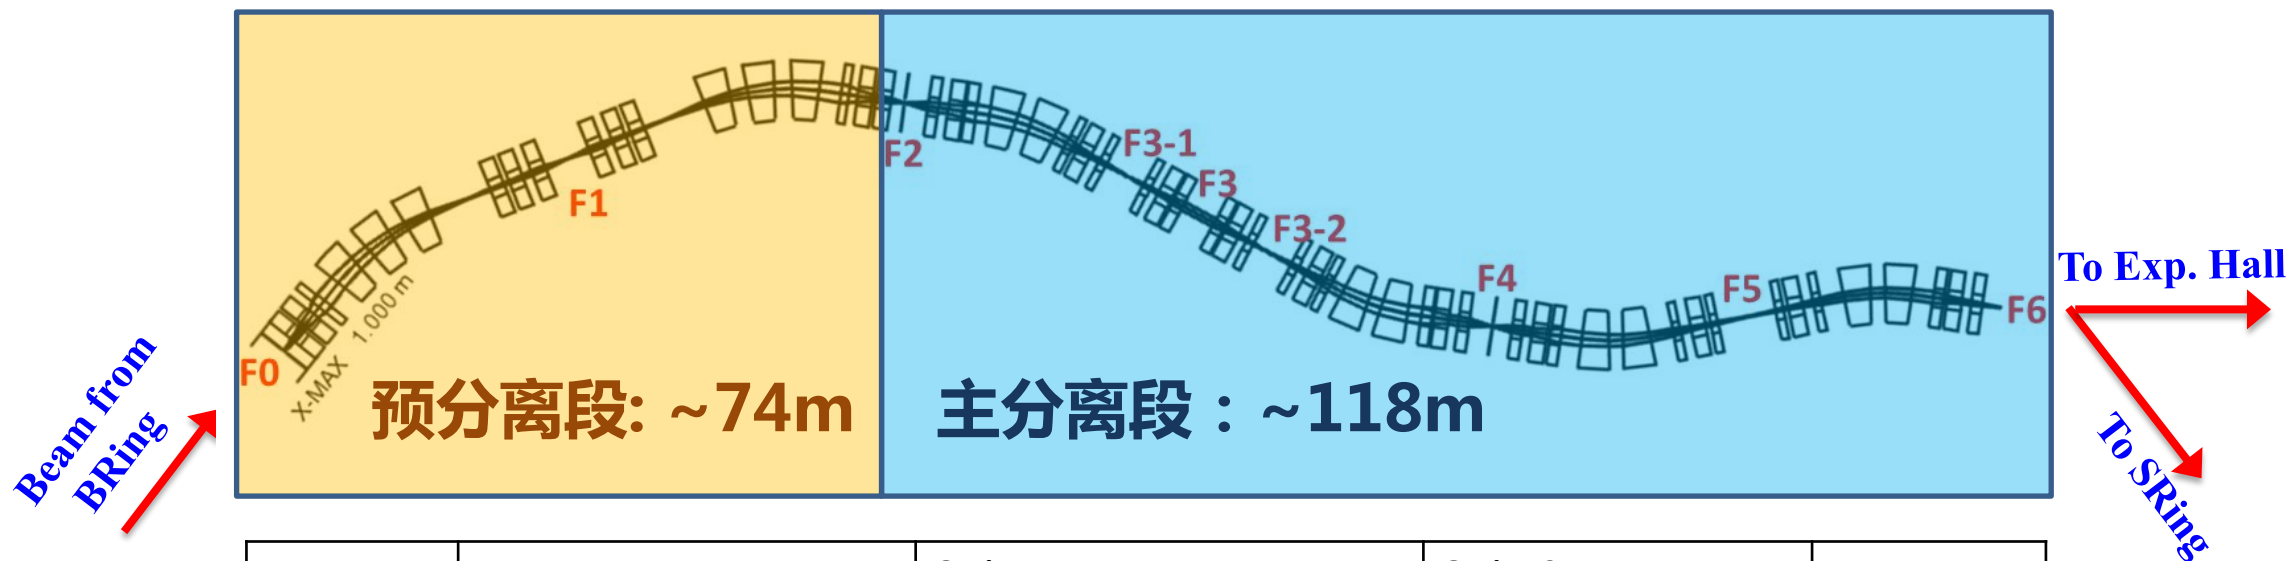 F0
F1
F2
F3-1
F3
F3-2
F4
F5
F6
X-MAX 1.000 m
预分离段: ~74m
主分离段：~118m
Beam from
BRing
To Exp. Hall
To SRing